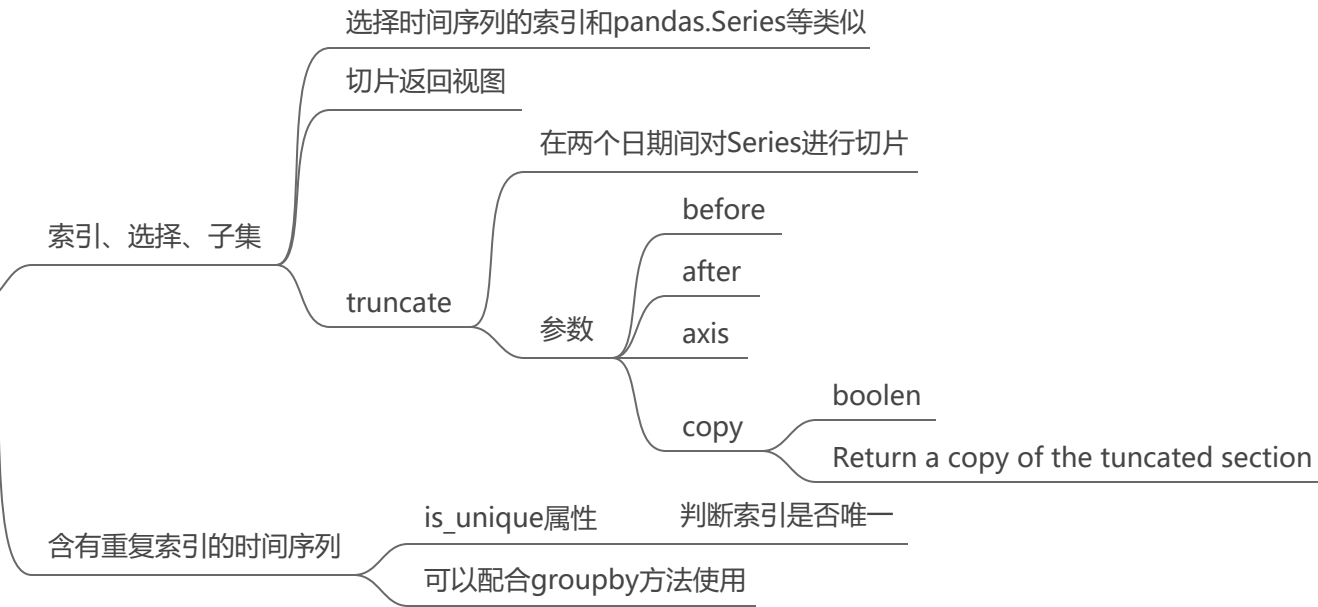 选择时间序列的索引和pandas.Series等类似
切片返回视图
在两个日期间对Series进行切片
before
索引、选择、子集
after
truncate
参数
axis
boolen
copy
Return a copy of the tuncated section
is_unique属性
判断索引是否唯一
含有重复索引的时间序列
可以配合groupby方法使用